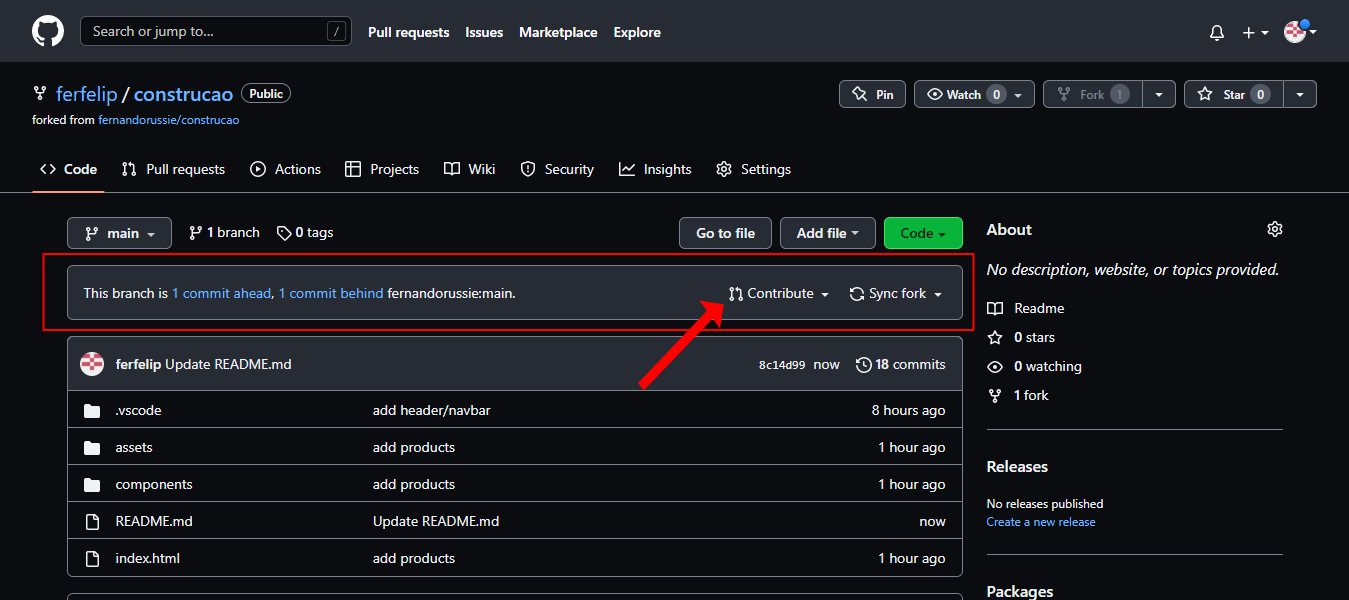 Search or jump to... /
Pull requests Issues Marketplace Explore
ferfelip / construcao Public
Pin Watch 0 Fork 1 Star 0
forked from fernandorussie/construcao
Code Pull requests Actions Projects Wiki Security Insights Settings
main 1 branch 0 tags Go to file Add file Code
This branch is 1 commit ahead, 1 commit behind fernandorussie:main. Contribute Sync fork
ferfelip Update README.md 8c14d99 now 18 commits
.vscode add header/navbar 8 hours ago
assets add products 1 hour ago
components add products 1 hour ago
README.md Update README.md now
index.html add products 1 hour ago
About
No description, website, or topics provided.
Readme
0 stars
0 watching
1 fork
Releases
No releases published
Create a new release
Packages